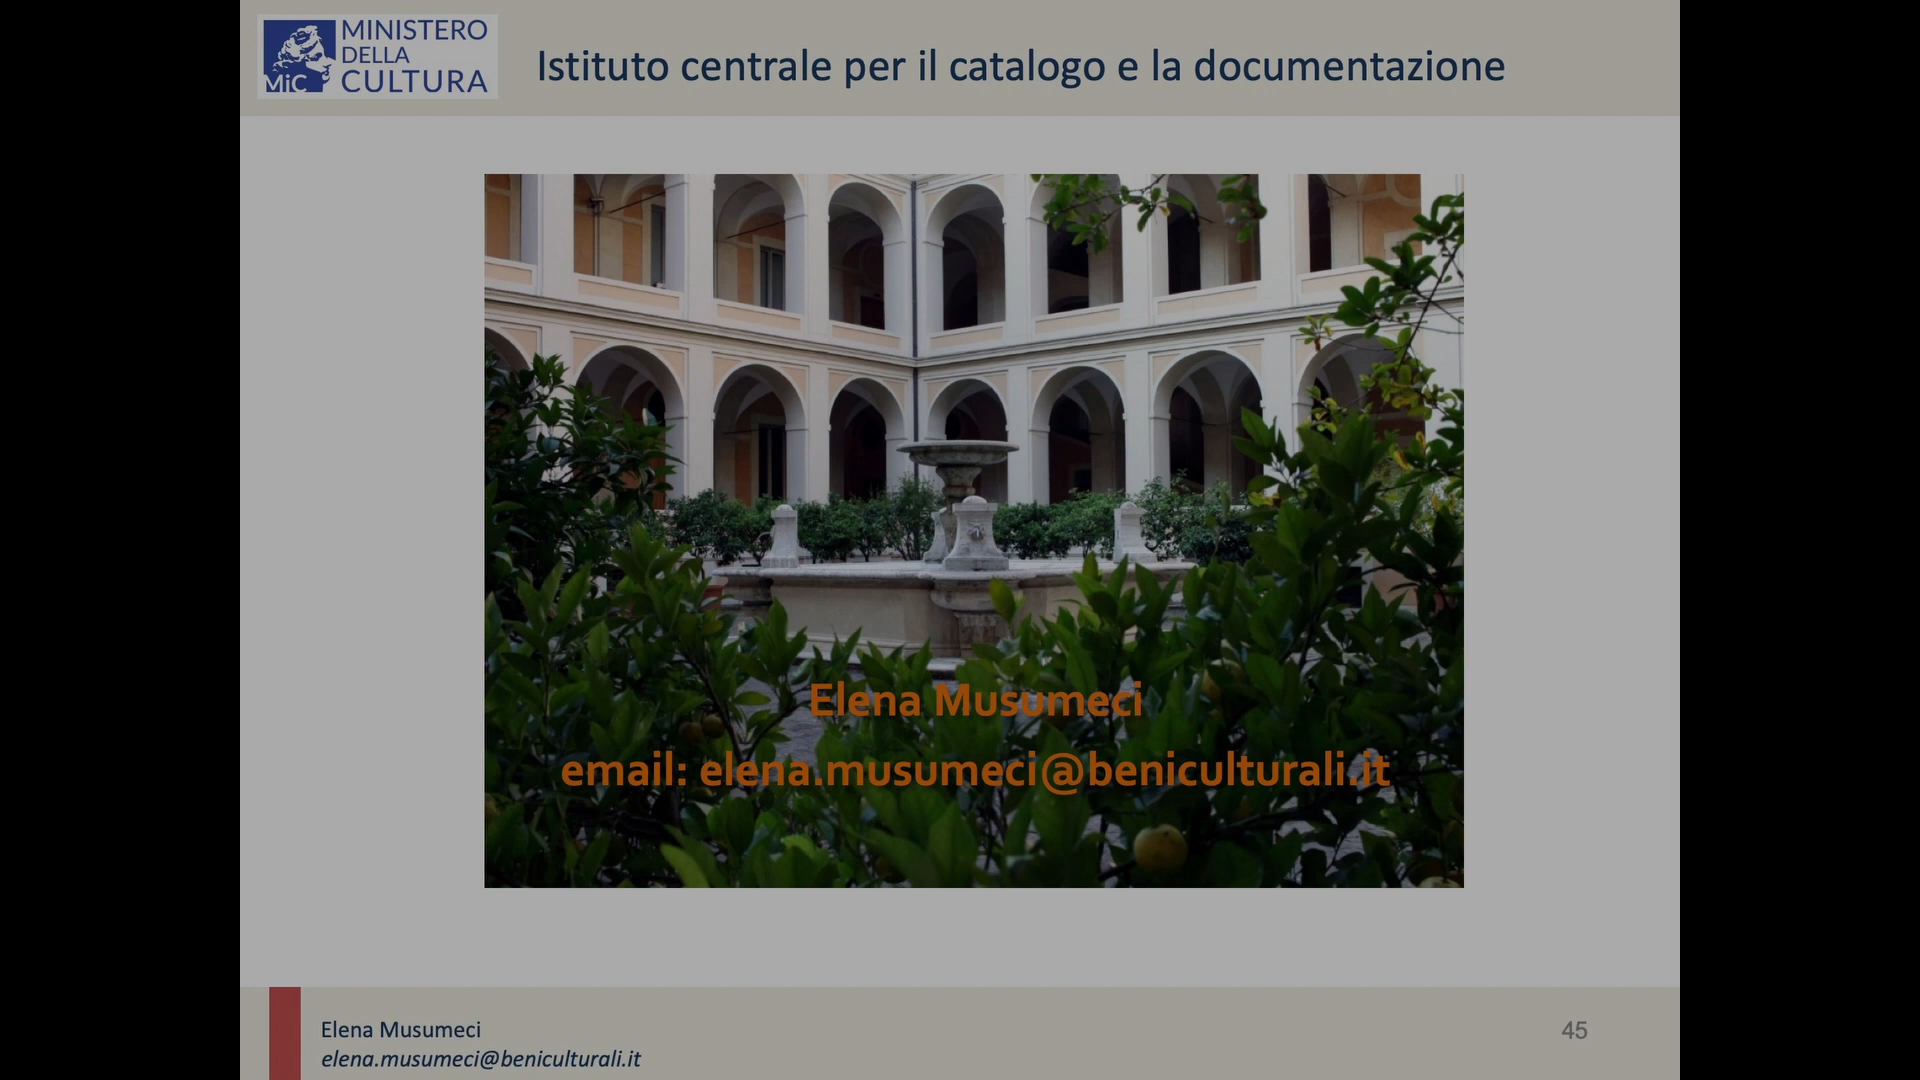 MINISTERO
DELLA
CULTURA
MiC
Istituto centrale per il catalogo e la documentazione
Elena Musumeci
email: elena.musumeci@beniculturali.it
Elena Musumeci
elena.musumeci@beniculturali.it
45